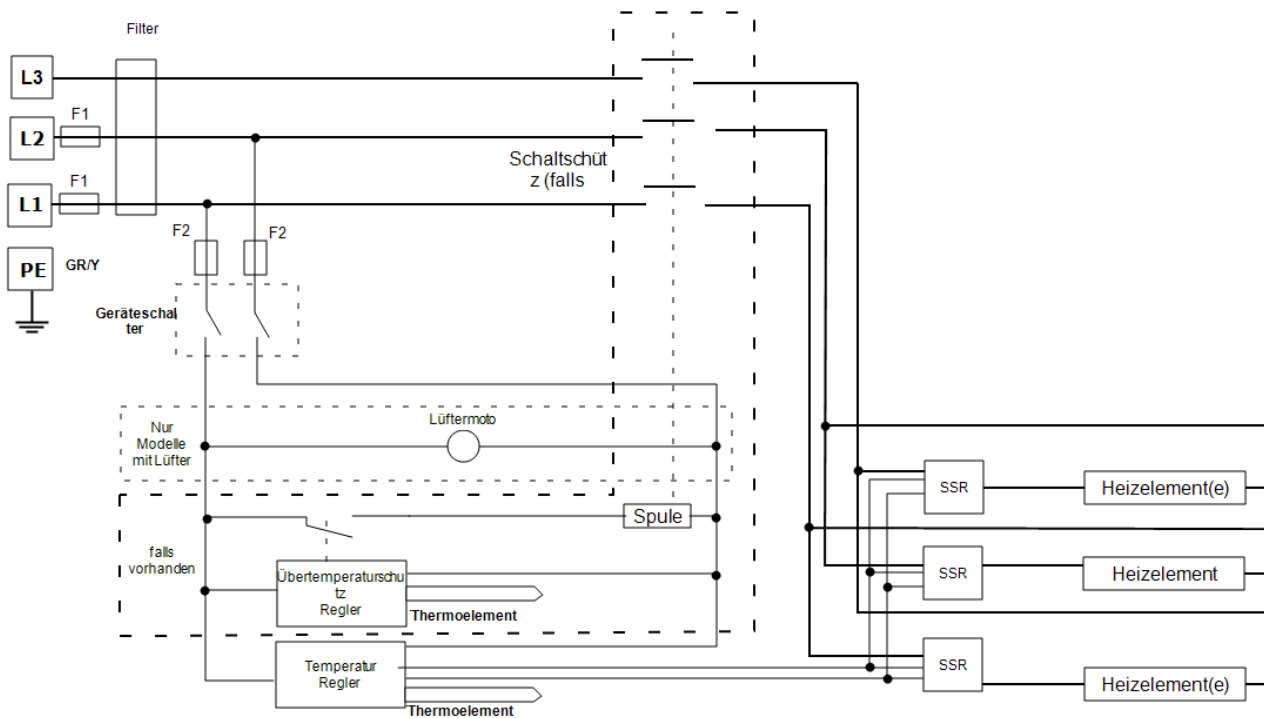 Filter
L3
F1
L2
Schaltschüt
z (falls
F1
L1
F2
F2
PE
GR/Y
Geräteschal
ter
Lüftermoto
Nur
Modelle
mit Lüfter
SSR
Heizelement(e)
Spule
falls
vorhanden
Übertemperaturschu
tz
Regler
SSR
Heizelement
Thermoelement
Temperatur
Regler
SSR
Heizelement(e)
Thermoelement